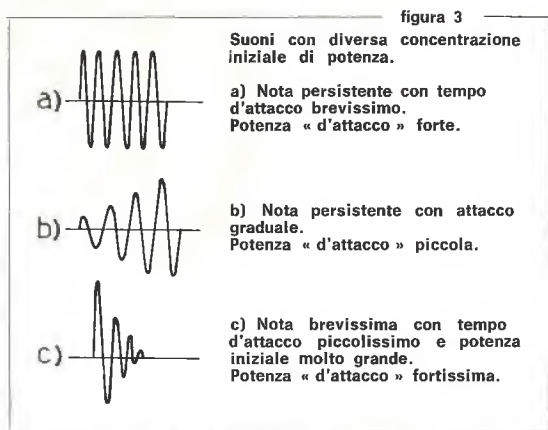 figura 3
Suoni con diversa concentrazione
iniziale di potenza.
a) Nota persistente con tempo
d'attacco brevissimo.
Potenza « d'attacco » forte.
a)
b) Nota persistente con attacco
graduale.
Potenza « d'attacco » piccola.
b)
c) Nota brevissima con tempo
d'attacco piccolissimo e potenza
iniziale molto grande.
Potenza « d'attacco » fortissima.
c)